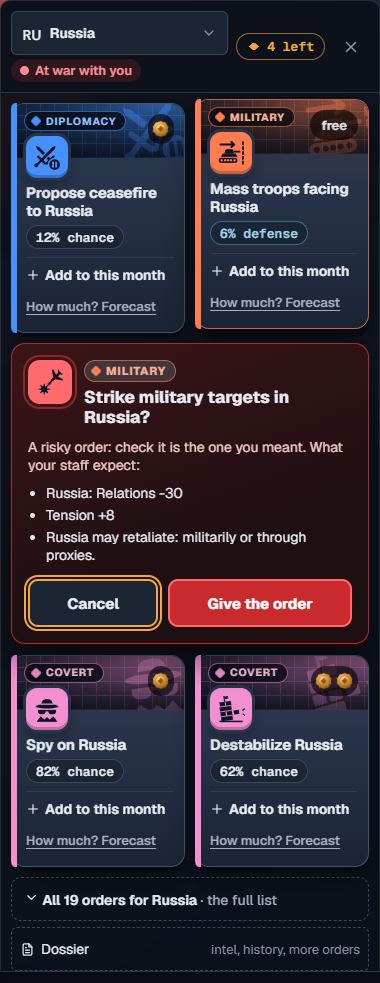 RU Russia
4 left
At war with you
DIPLOMACY
Propose ceasefire
to Russia
12% chance
+ Add to this month
How much? Forecast
MILITARY
free
Mass troops facing
Russia
6% defense
+ Add to this month
How much? Forecast
MILITARY
Strike military targets in
Russia?
A risky order: check it is the one you meant. What
your staff expect:
• Russia: Relations -30
• Tension +8
• Russia may retaliate: militarily or through
proxies.
Cancel
Give the order
COVERT
Spy on Russia
82% chance
+ Add to this month
How much? Forecast
COVERT
Destabilize Russia
62% chance
+ Add to this month
How much? Forecast
All 19 orders for Russia · the full list
Dossier
intel, history, more orders